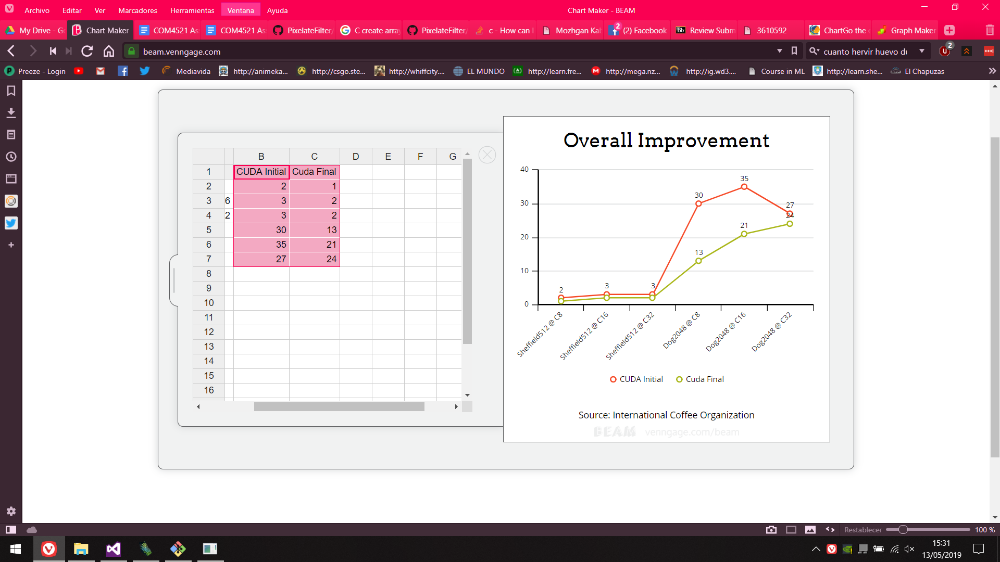 Archivo Editar Ver Marcadores Herramientas Ventana Ayuda
Chart Maker - BEAM
My Drive - Go
Chart Maker
COM4521 As
COM4521 As
PixelateFilter/
C create array
PixelateFilter/
c - How can I
Mozhgan Kab
2
(2) Facebook
Bb
Review Subm
3610592
ChartGo the o
Graph Maker
beam.venngage.com
cuanto hervir huevo du
2
Preeze - Login
Mediavida
http://animeka...
http://csgo.ste...
http://whiffcity....
EL MUNDO
http://learn.fre...
http://mega.nz...
http://ig.wd3....
Course in ML
http://learn.she...
El Chapuzas
B C D E F G
1 CUDA Initial Cuda Final
2 2 1
3 6 3 2
4 2 3 2
5 30 13
6 35 21
7 27 24
8
9
10
11
12
13
14
15
16
Overall Improvement
40
30
20
10
0
2
3
3
30
35
27
13
21
24
Sheffield512 @ C8
Sheffield512 @ C16
Sheffield512 @ C32
Dog2048 @ C8
Dog2048 @ C16
Dog2048 @ C32
CUDA Initial Cuda Final
Source: International Coffee Organization
BEAM venngage.com/beam
Restablecer 100 %
15:31
13/05/2019